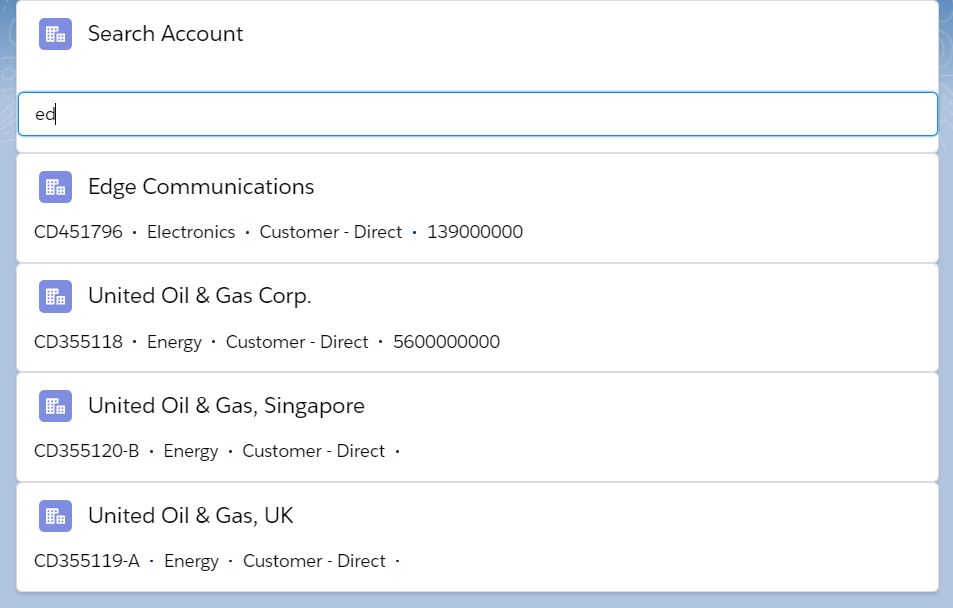 Search Account
ed
Edge Communications
CD451796 · Electronics · Customer - Direct · 139000000
United Oil & Gas Corp.
CD355118 · Energy · Customer - Direct · 5600000000
United Oil & Gas, Singapore
CD355120-B · Energy · Customer - Direct ·
United Oil & Gas, UK
CD355119-A · Energy · Customer - Direct ·